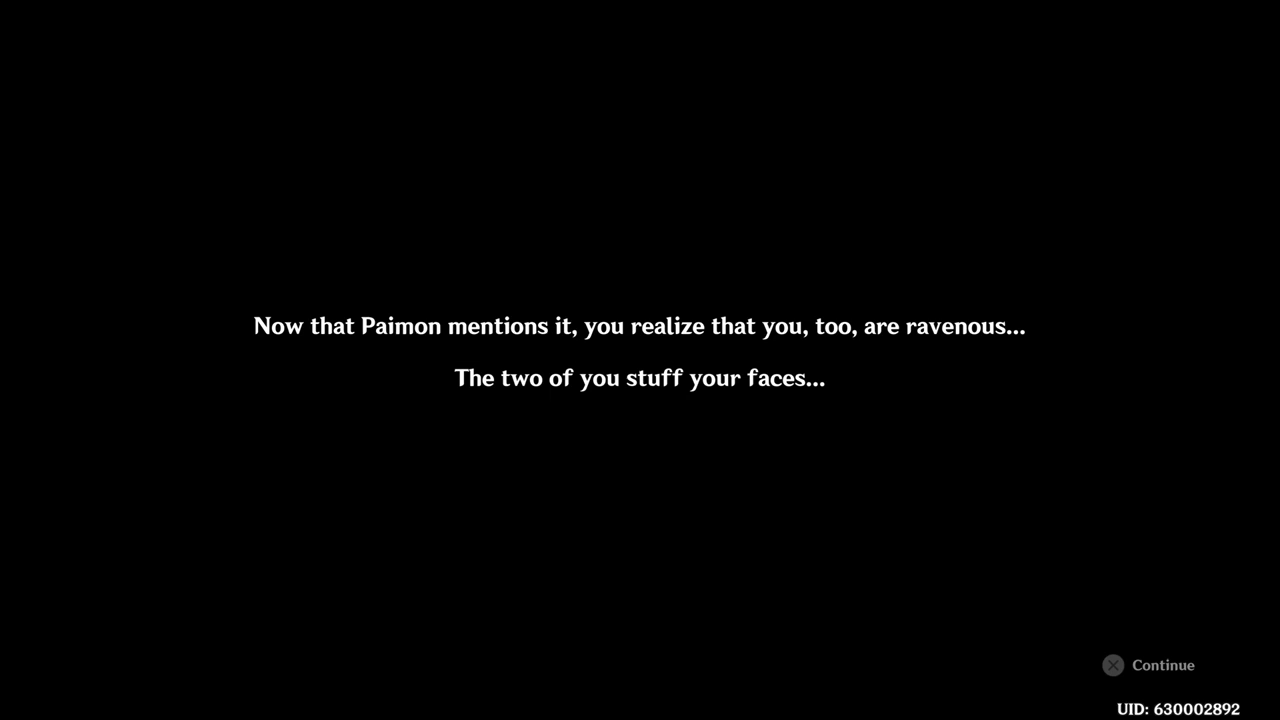 Now that Paimon mentions it, you realize that you, too, are ravenous...
The two of you stuff your faces...
Continue
UID: 630002892